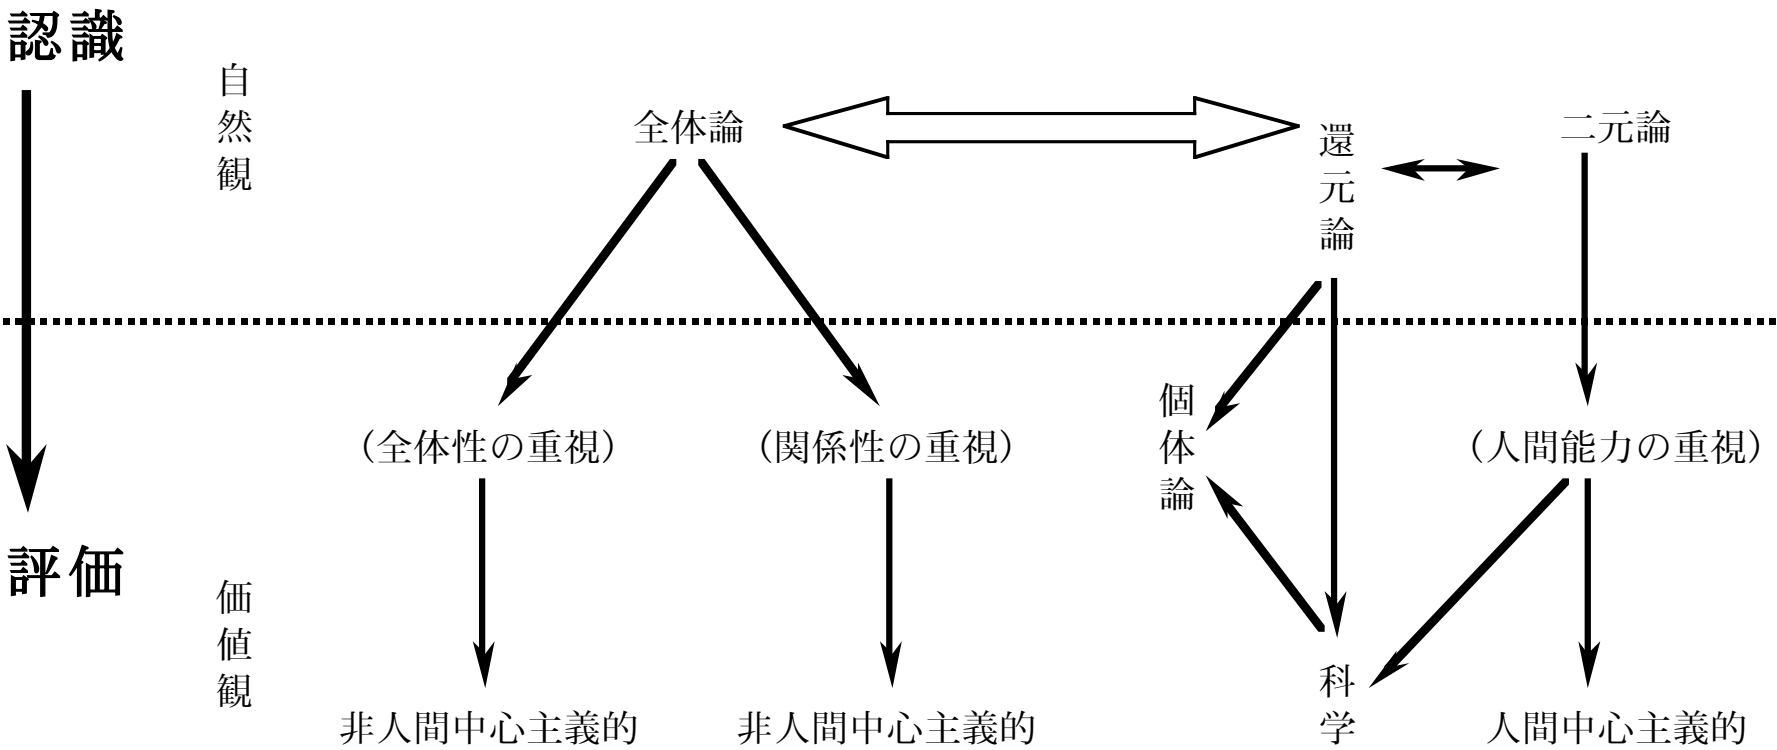 認識
自然観
全体論
還元論
二元論
個体論
（全体性の重視）
（関係性の重視）
（人間能力の重視）
評価
価値観
非人間中心主義的
非人間中心主義的
科学
人間中心主義的